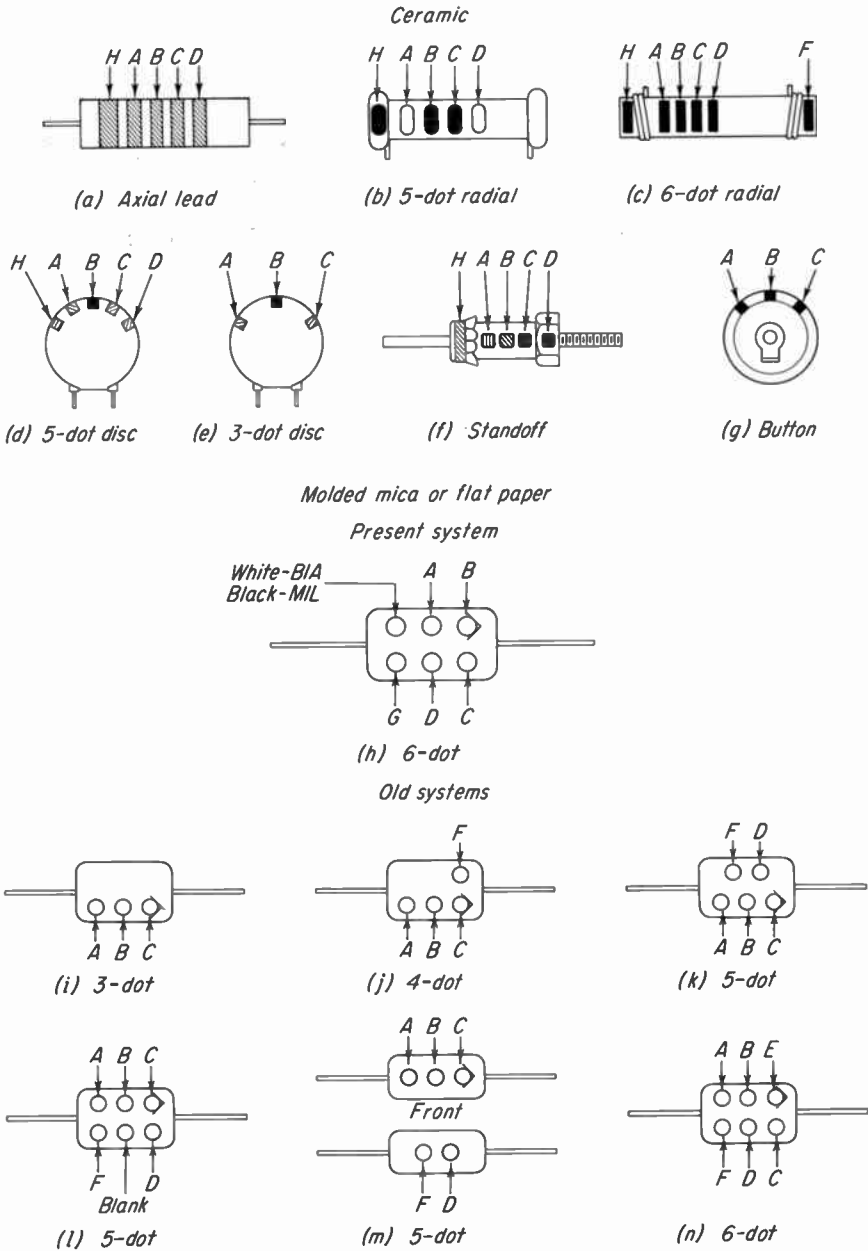 Ceramic
H A B C D
H A B C D
H A B C D F
(a) Axial lead
(b) 5-dot radial
(c) 6-dot radial
H A B C D
A B C
H A B C D
A B C
(d) 5-dot disc
(e) 3-dot disc
(f) Standoff
(g) Button
Molded mica or flat paper
Present system
White-BIA
Black-MIL
A B
G D C
(h) 6-dot
Old systems
A B C
(i) 3-dot
F
A B C
(j) 4-dot
F D
A B C
(k) 5-dot
A B C
F Blank D
(l) 5-dot
A B C
Front
F D
(m) 5-dot
A B E
F D C
(n) 6-dot